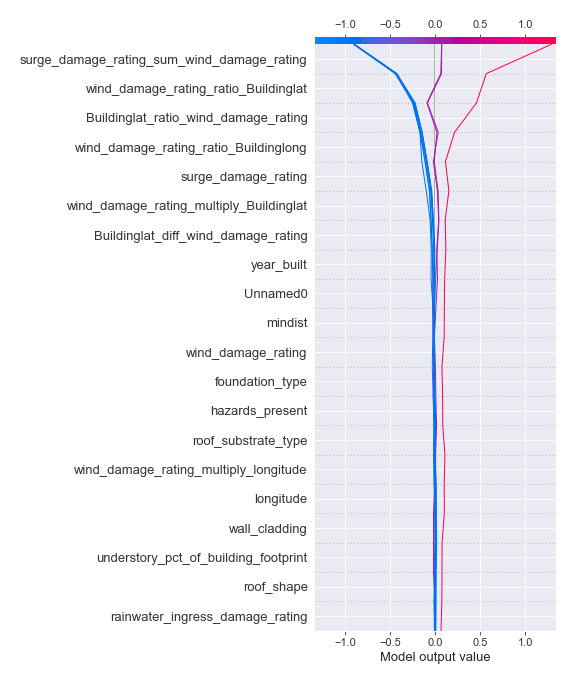 −1.0 −0.5 0.0 0.5 1.0
surge_damage_rating_sum_wind_damage_rating
wind_damage_rating_ratio_Buildinglat
Buildinglat_ratio_wind_damage_rating
wind_damage_rating_ratio_Buildinglong
surge_damage_rating
wind_damage_rating_multiply_Buildinglat
Buildinglat_diff_wind_damage_rating
year_built
Unnamed0
mindist
wind_damage_rating
foundation_type
hazards_present
roof_substrate_type
wind_damage_rating_multiply_longitude
longitude
wall_cladding
understory_pct_of_building_footprint
roof_shape
rainwater_ingress_damage_rating
−1.0 −0.5 0.0 0.5 1.0
Model output value